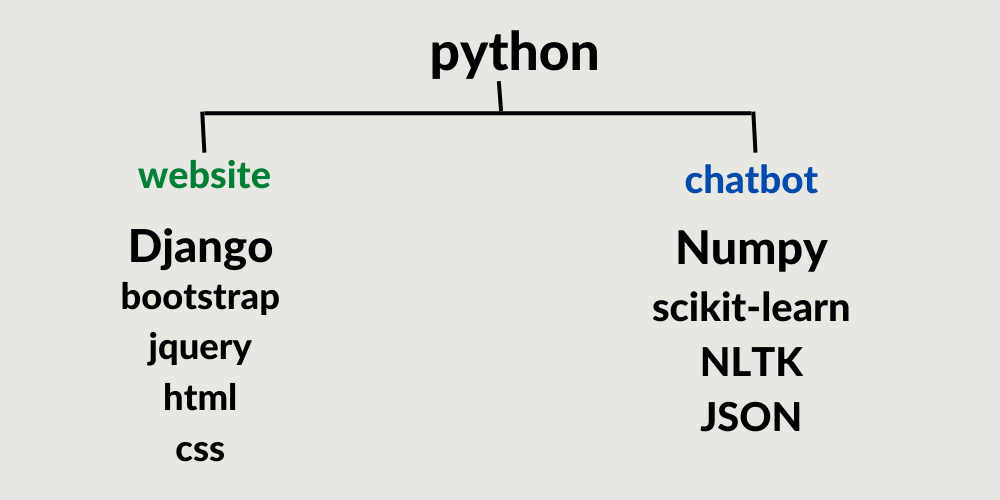 python
website
chatbot
Django
bootstrap
jquery
html
css
Numpy
scikit-learn
NLTK
JSON